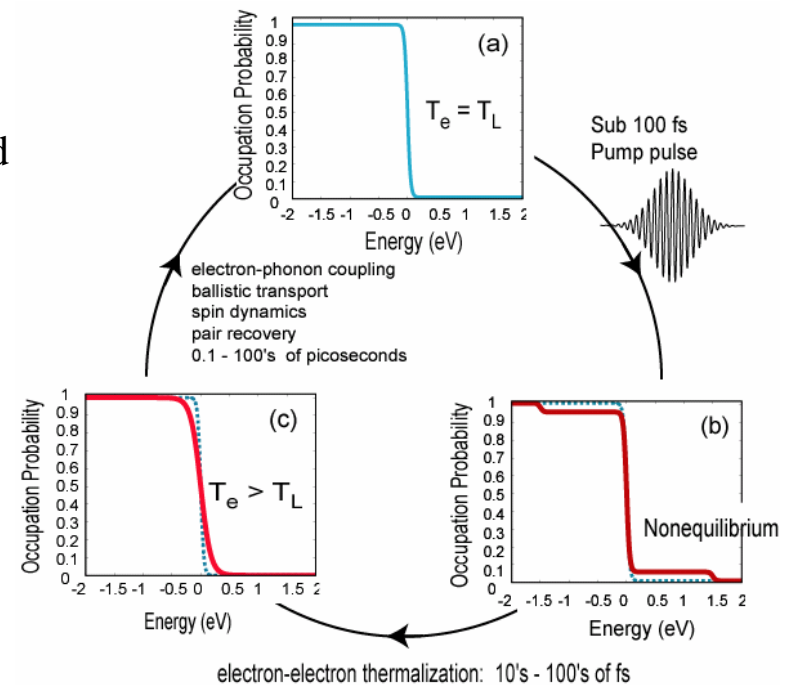 d
Occupation Probability
1
0.9
0.8
0.7
0.6
0.5
0.4
0.3
0.2
0.1
0
(a)
Te = TL
-2 -1.5 -1 -0.5 0 0.5 1 1.5 2
Energy (eV)
Sub 100 fs
Pump pulse
electron-phonon coupling
ballistic transport
spin dynamics
pair recovery
0.1 - 100's of picoseconds
Occupation Probability
1
0.9
0.8
0.7
0.6
0.5
0.4
0.3
0.2
0.1
0
(c)
Te > TL
-2 -1.5 -1 -0.5 0 0.5 1 1.5 2
Energy (eV)
Occupation Probability
1
0.9
0.8
0.7
0.6
0.5
0.4
0.3
0.2
0.1
0
(b)
Nonequilibrium
-2 -1.5 -1 -0.5 0 0.5 1 1.5 2
Energy (eV)
electron-electron thermalization: 10's - 100's of fs